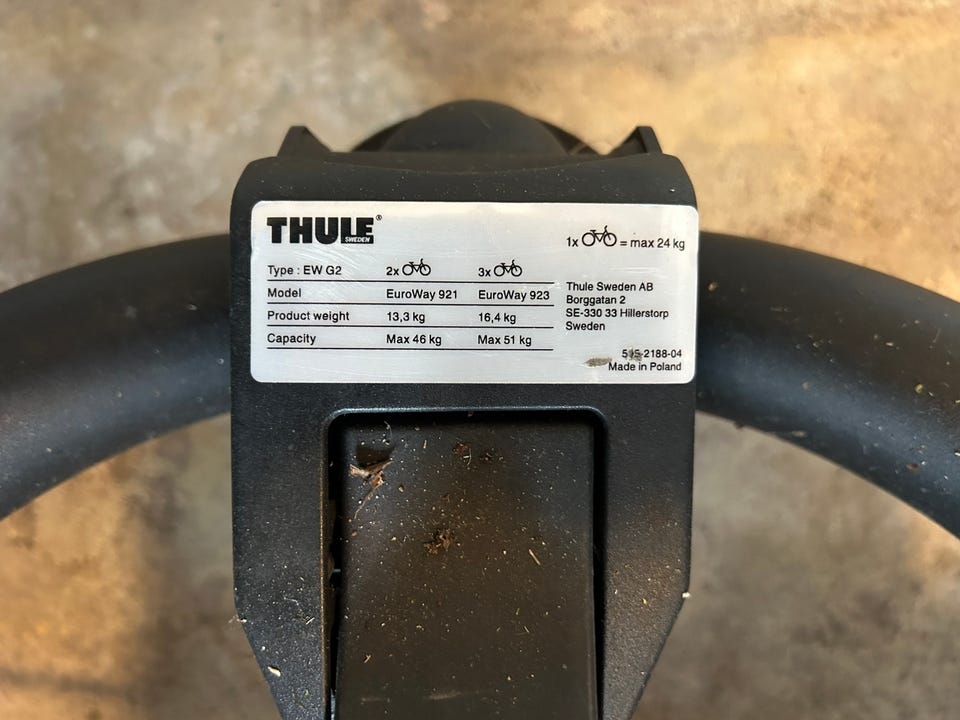 THULE®
SWEDEN
1x = max 24 kg
Type : EW G2 2x 3x
Model EuroWay 921 EuroWay 923
Product weight 13,3 kg 16,4 kg
Capacity Max 46 kg Max 51 kg
Thule Sweden AB
Borggatan 2
SE-330 33 Hillerstorp
Sweden
Made in Poland